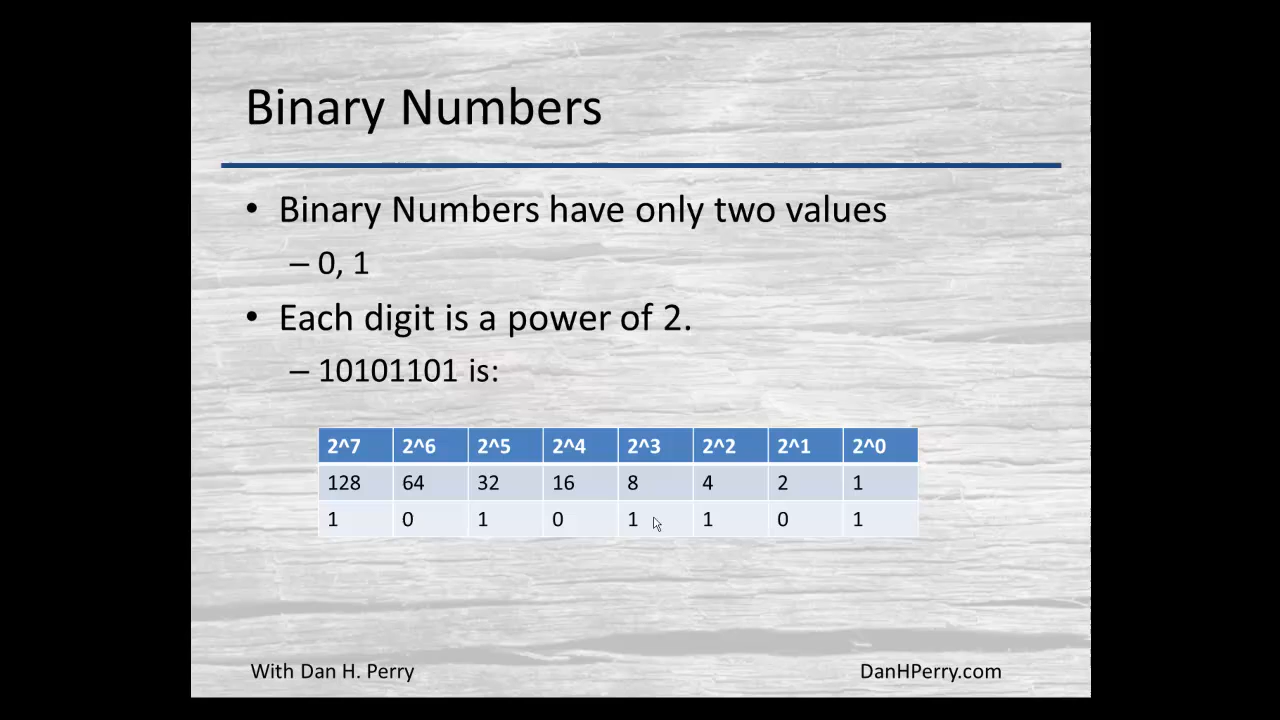 Binary Numbers
• Binary Numbers have only two values
– 0, 1
• Each digit is a power of 2.
– 10101101 is:
2^7 2^6 2^5 2^4 2^3 2^2 2^1 2^0
128 64 32 16 8 4 2 1
1 0 1 0 1 1 0 1
With Dan H. Perry DanHPerry.com